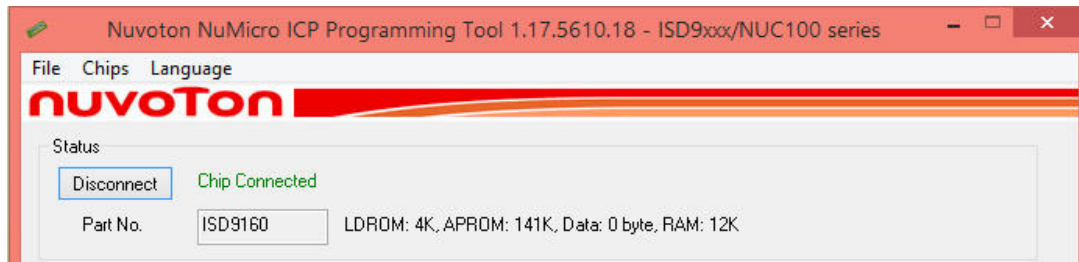 Nuvoton NuMicro ICP Programming Tool 1.17.5610.18 - ISD9xxx/NUC100 series
File Chips Language
nuvoTon
Status
Disconnect Chip Connected
Part No. ISD9160 LDROM: 4K, APROM: 141K, Data: 0 byte, RAM: 12K